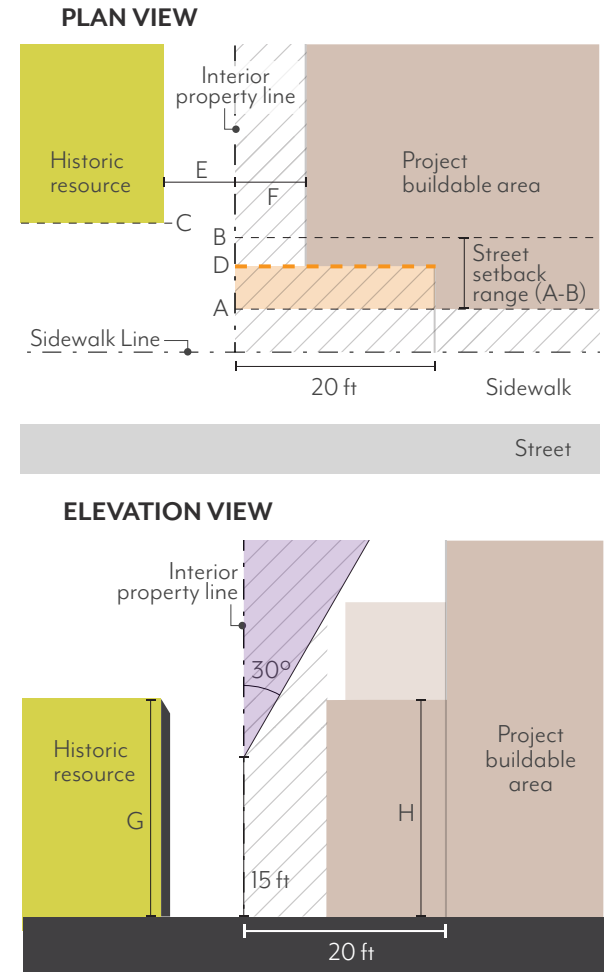 PLAN VIEW
Interior
property line
Historic
resource
Project
buildable area
E
F
C
B
D
A
Street
setback
range (A-B)
Sidewalk Line
20 ft
Sidewalk
Street
ELEVATION VIEW
Interior
property line
30º
Historic
resource
Project
buildable
area
G
H
15 ft
20 ft